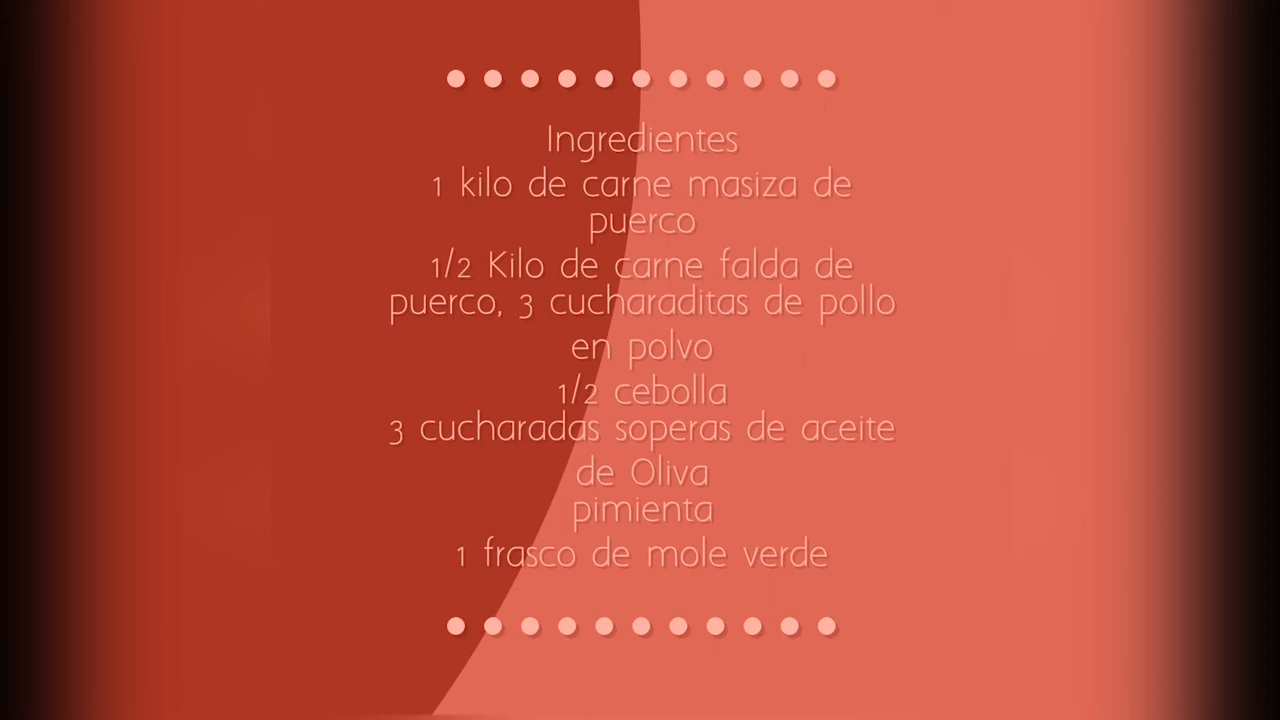 Ingredientes
1 kilo de carne masiza de
puerco
1/2 Kilo de carne falda de
puerco, 3 cucharaditas de pollo
en polvo
1/2 cebolla
3 cucharadas soperas de aceite
de Oliva
pimienta
1 frasco de mole verde